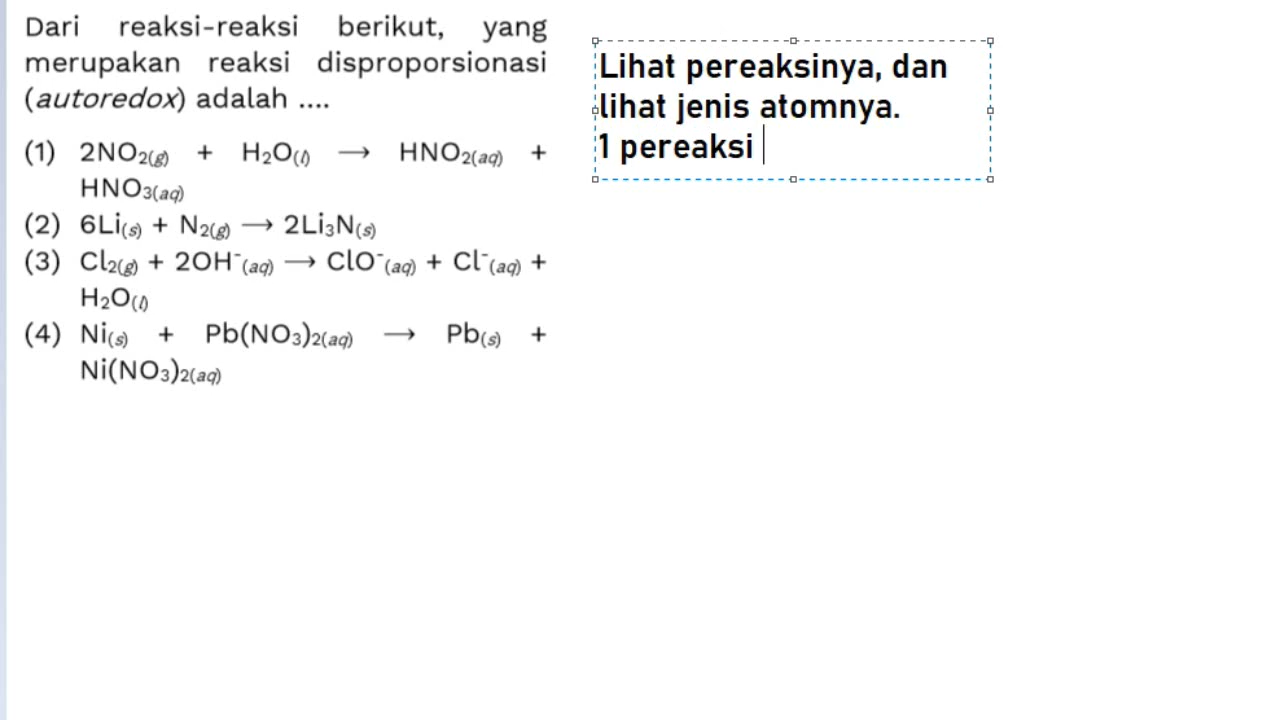 Dari reaksi-reaksi berikut, yang
merupakan reaksi disproporsionasi
(autoredox) adalah ....
(1) 2NO₂(g) + H₂O(l) ⟶ HNO₂(aq) +
HNO₃(aq)
(2) 6Li(s) + N₂(g) ⟶ 2Li₃N(s)
(3) Cl₂(g) + 2OH⁻(aq) ⟶ ClO⁻(aq) + Cl⁻(aq) +
H₂O(l)
(4) Ni(s) + Pb(NO₃)₂(aq) ⟶ Pb(s) +
Ni(NO₃)₂(aq)
Lihat pereaksinya, dan
lihat jenis atomnya.
1 pereaksi